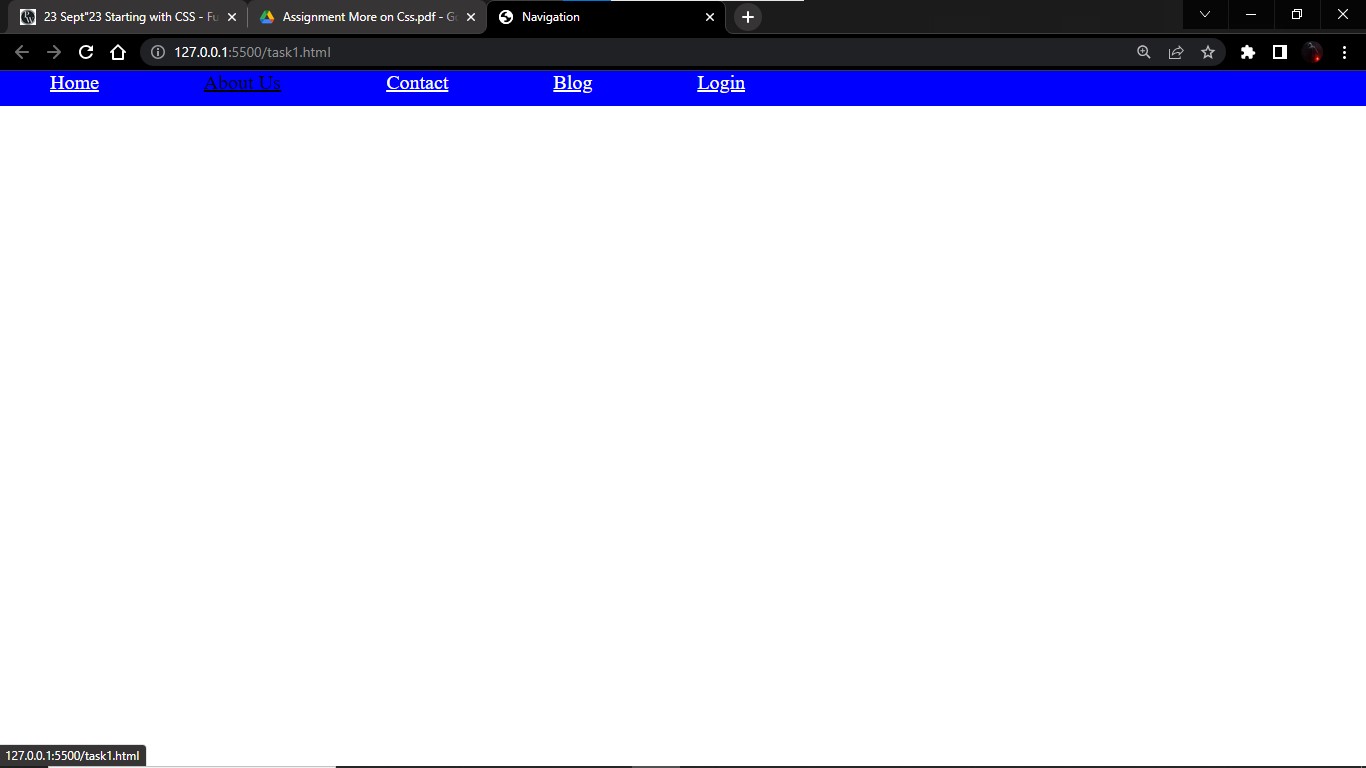 23 Sept"23 Starting with CSS - Fu
Assignment More on Css.pdf - Go
Navigation
127.0.0.1:5500/task1.html
Home About Us Contact Blog Login
127.0.0.1:5500/task1.html